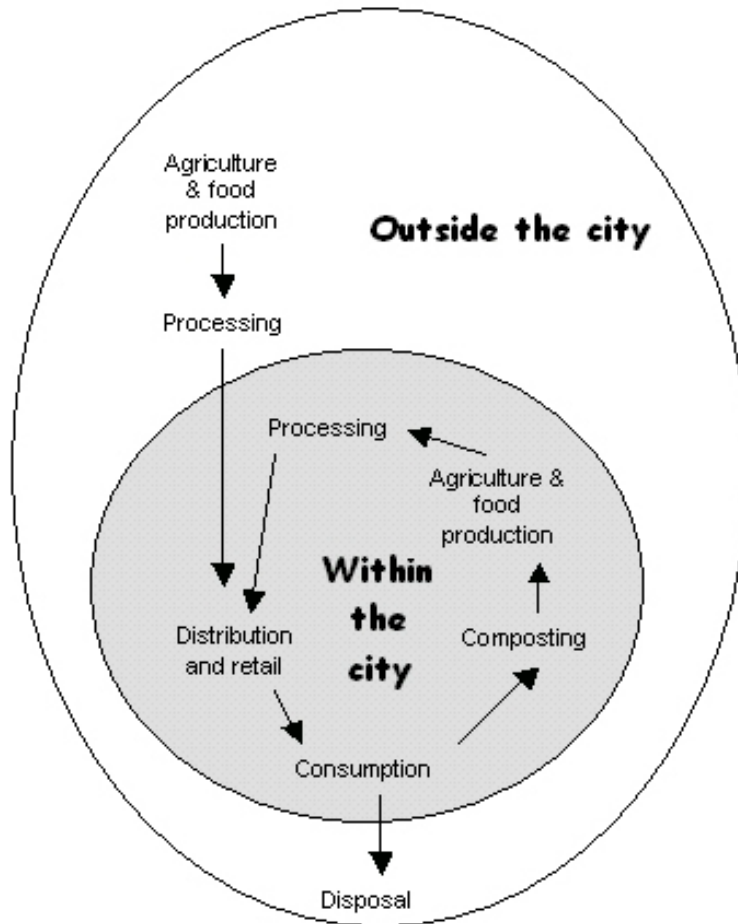 Agriculture
& food
production
Outside the city
Processing
Processing
Agriculture &
food
production
Within
the
city
Distribution
and retail
Composting
Consumption
Disposal